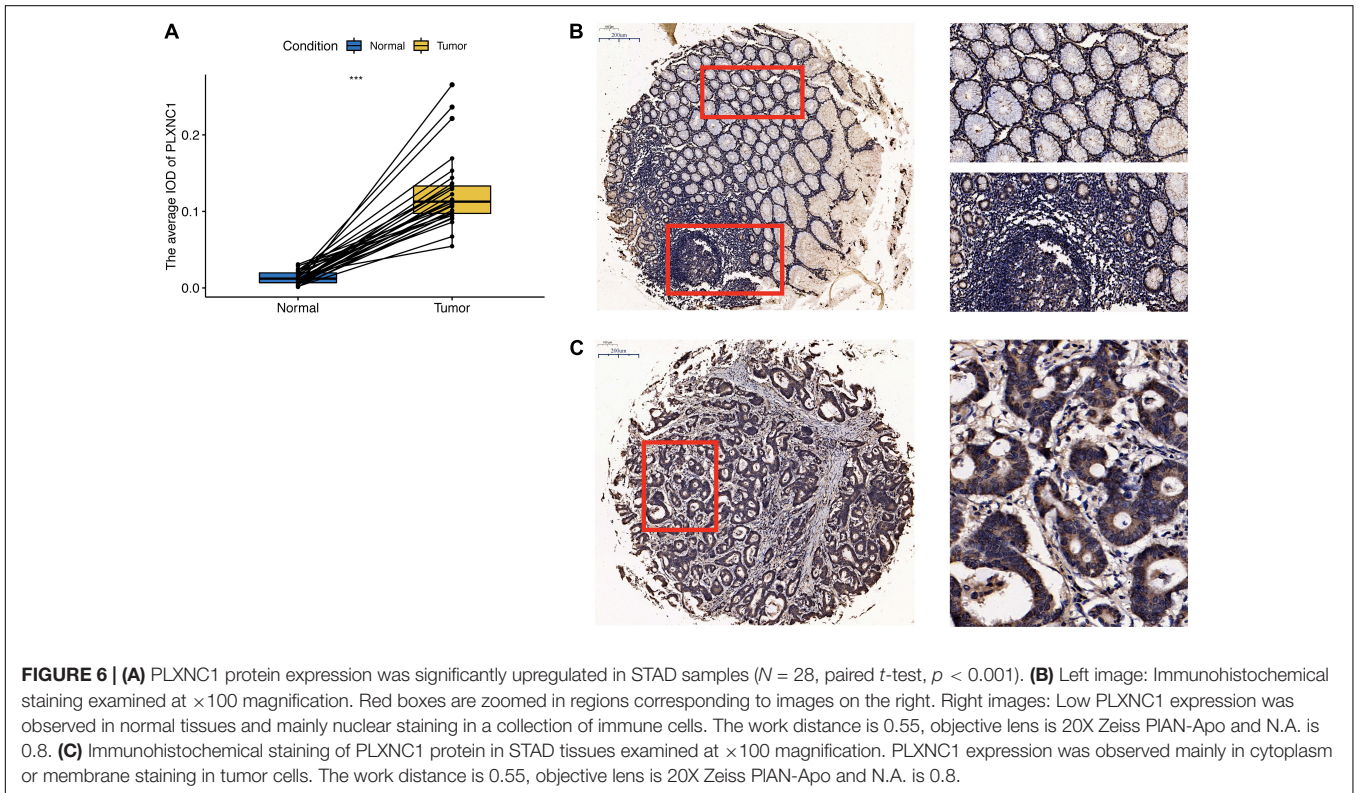 A
Condition Normal Tumor
***
The average IOD of PLXNC1
0.2
0.1
0.0
Normal Tumor
B
200um
C
200um
FIGURE 6 | (A) PLXNC1 protein expression was significantly upregulated in STAD samples (N = 28, paired t-test, p < 0.001). (B) Left image: Immunohistochemical
staining examined at ×100 magnification. Red boxes are zoomed in regions corresponding to images on the right. Right images: Low PLXNC1 expression was
observed in normal tissues and mainly nuclear staining in a collection of immune cells. The work distance is 0.55, objective lens is 20X Zeiss PlAN-Apo and N.A. is
0.8. (C) Immunohistochemical staining of PLXNC1 protein in STAD tissues examined at ×100 magnification. PLXNC1 expression was observed mainly in cytoplasm
or membrane staining in tumor cells. The work distance is 0.55, objective lens is 20X Zeiss PlAN-Apo and N.A. is 0.8.